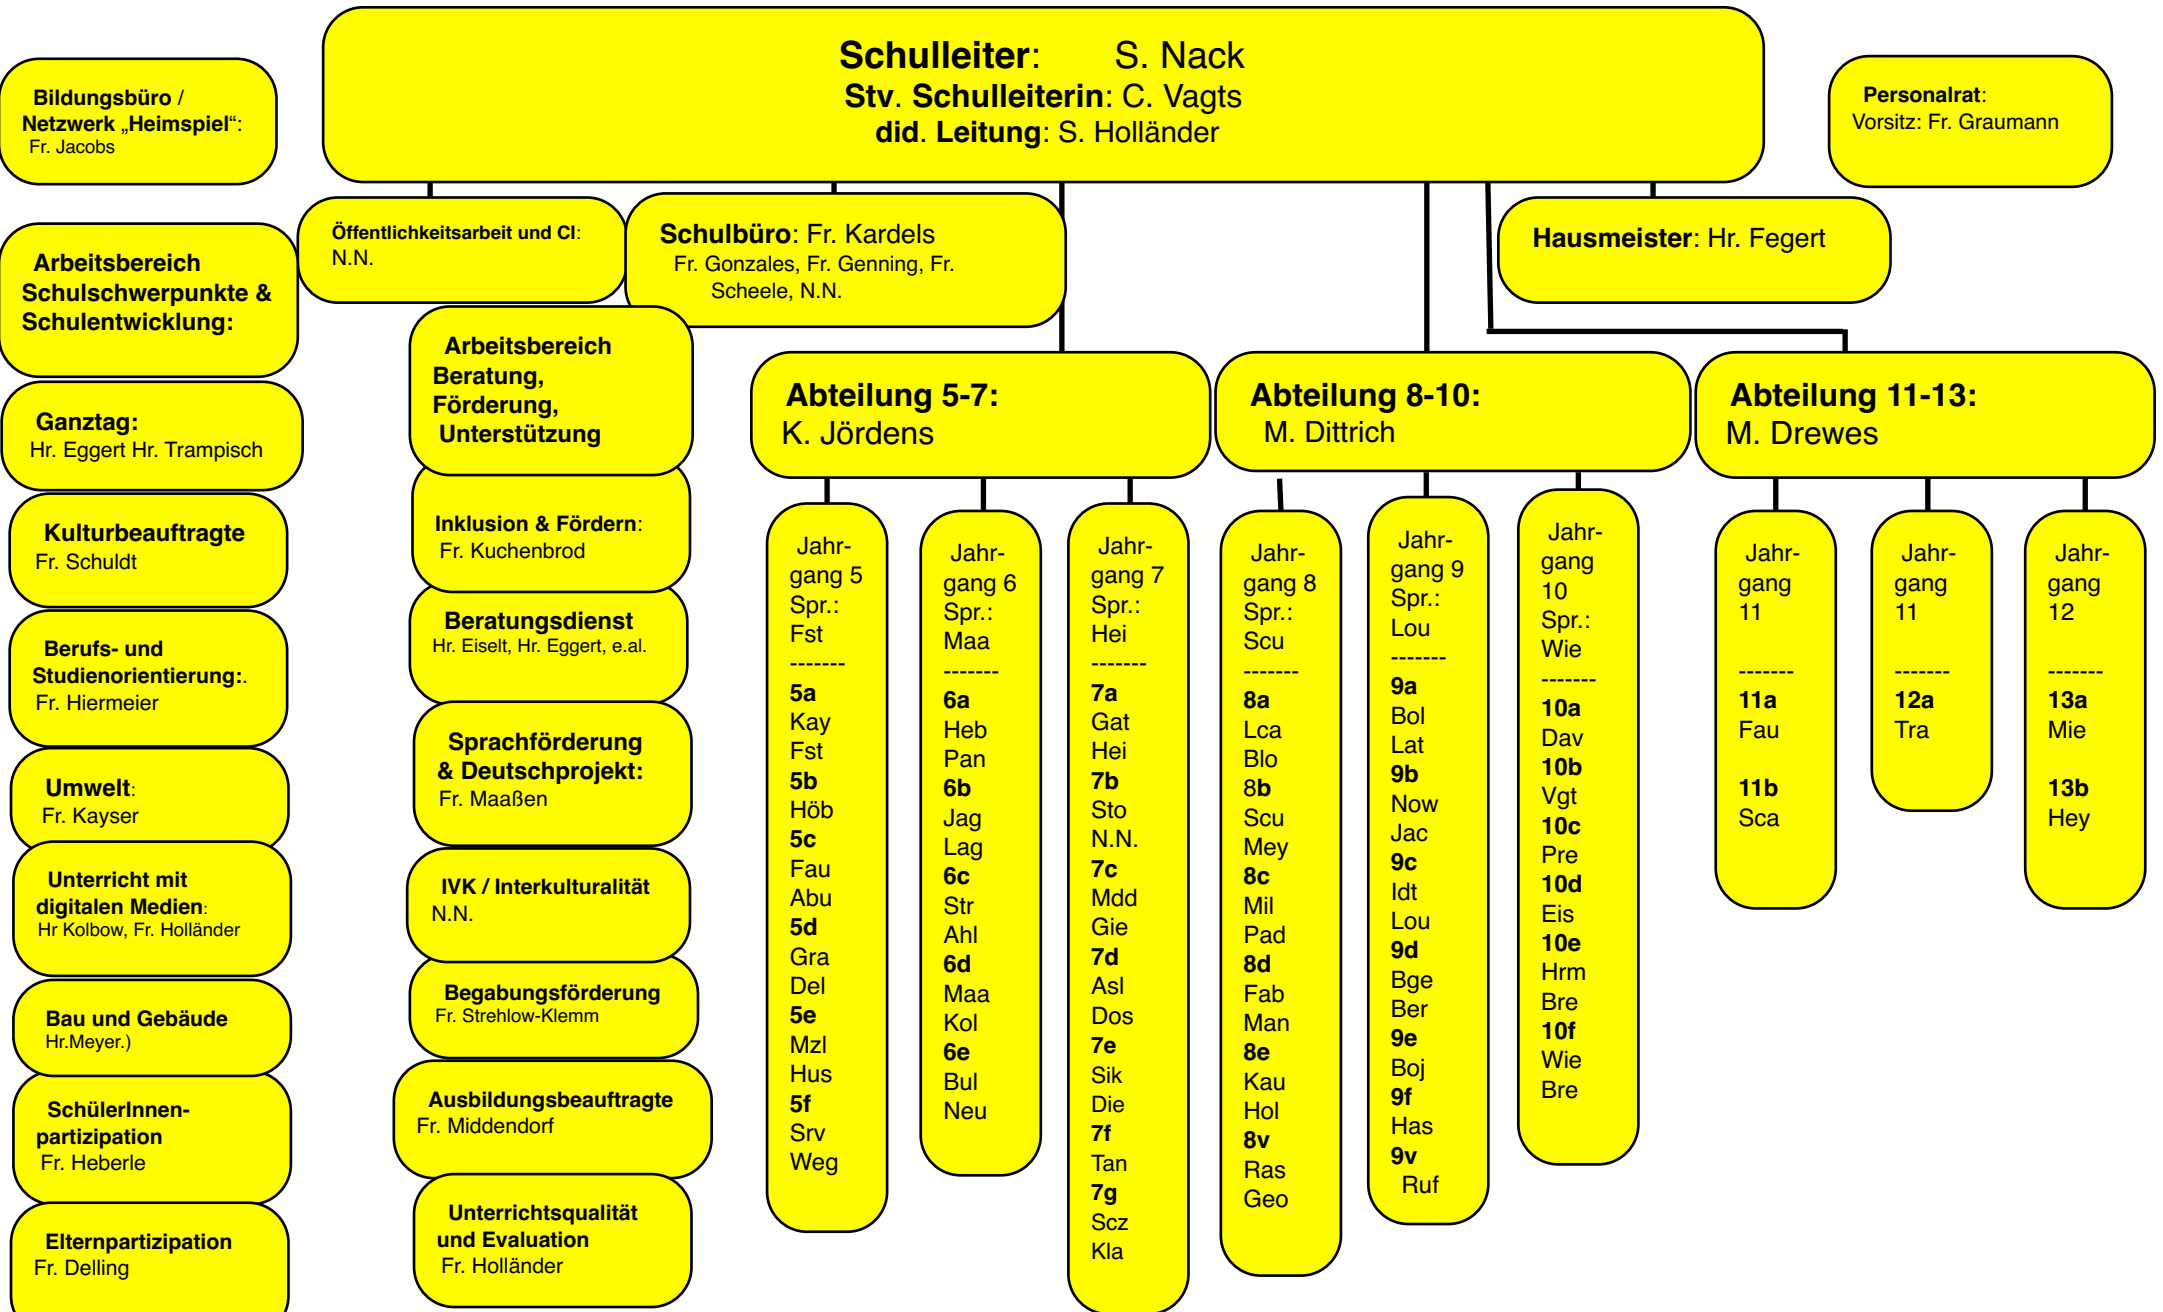 Schulleiter: S. Nack
Stv. Schulleiterin: C. Vagts
did. Leitung: S. Holländer
Bildungsbüro /
Netzwerk „Heimspiel“:
Fr. Jacobs
Personalrat:
Vorsitz: Fr. Graumann
Öffentlichkeitsarbeit und CI:
N.N.
Schulbüro: Fr. Kardels
Fr. Gonzales, Fr. Genning, Fr.
Scheele, N.N.
Hausmeister: Hr. Fegert
Arbeitsbereich
Schulschwerpunkte &
Schulentwicklung:
Ganztag:
Hr. Eggert Hr. Trampisch
Kulturbeauftragte
Fr. Schuldt
Berufs- und
Studienorientierung:.
Fr. Hiermeier
Umwelt:
Fr. Kayser
Unterricht mit
digitalen Medien:
Hr Kolbow, Fr. Holländer
Bau und Gebäude
Hr.Meyer.)
SchülerInnen-
partizipation
Fr. Heberle
Elternpartizipation
Fr. Delling
Arbeitsbereich
Beratung,
Förderung,
Unterstützung
Inklusion & Fördern:
Fr. Kuchenbrod
Beratungsdienst
Hr. Eiselt, Hr. Eggert, e.al.
Sprachförderung
& Deutschprojekt:
Fr. Maaßen
IVK / Interkulturalität
N.N.
Begabungsförderung
Fr. Strehlow-Klemm
Ausbildungsbeauftragte
Fr. Middendorf
Unterrichtsqualität
und Evaluation
Fr. Holländer
Abteilung 5-7:
K. Jördens
Jahr-
gang 5
Spr.:
Fst
-------
5a
Kay
Fst
5b
Höb
5c
Fau
Abu
5d
Gra
Del
5e
Mzl
Hus
5f
Srv
Weg
Jahr-
gang 6
Spr.:
Maa
-------
6a
Heb
Pan
6b
Jag
Lag
6c
Str
Ahl
6d
Maa
Kol
6e
Bul
Neu
Jahr-
gang 7
Spr.:
Hei
-------
7a
Gat
Hei
7b
Sto
N.N.
7c
Mdd
Gie
7d
Asl
Dos
7e
Sik
Die
7f
Tan
7g
Scz
Kla
Abteilung 8-10:
M. Dittrich
Jahr-
gang 8
Spr.:
Scu
-------
8a
Lca
Blo
8b
Scu
Mey
8c
Mil
Pad
8d
Fab
Man
8e
Kau
Hol
8v
Ras
Geo
Jahr-
gang 9
Spr.:
Lou
-------
9a
Bol
Lat
9b
Now
Jac
9c
Idt
Lou
9d
Bge
Ber
9e
Boj
9f
Has
9v
Ruf
Jahr-
gang
10
Spr.:
Wie
-------
10a
Dav
10b
Vgt
10c
Pre
10d
Eis
10e
Hrm
Bre
10f
Wie
Bre
Abteilung 11-13:
M. Drewes
Jahr-
gang
11
-------
11a
Fau
11b
Sca
Jahr-
gang
11
-------
12a
Tra
Jahr-
gang
12
-------
13a
Mie
13b
Hey